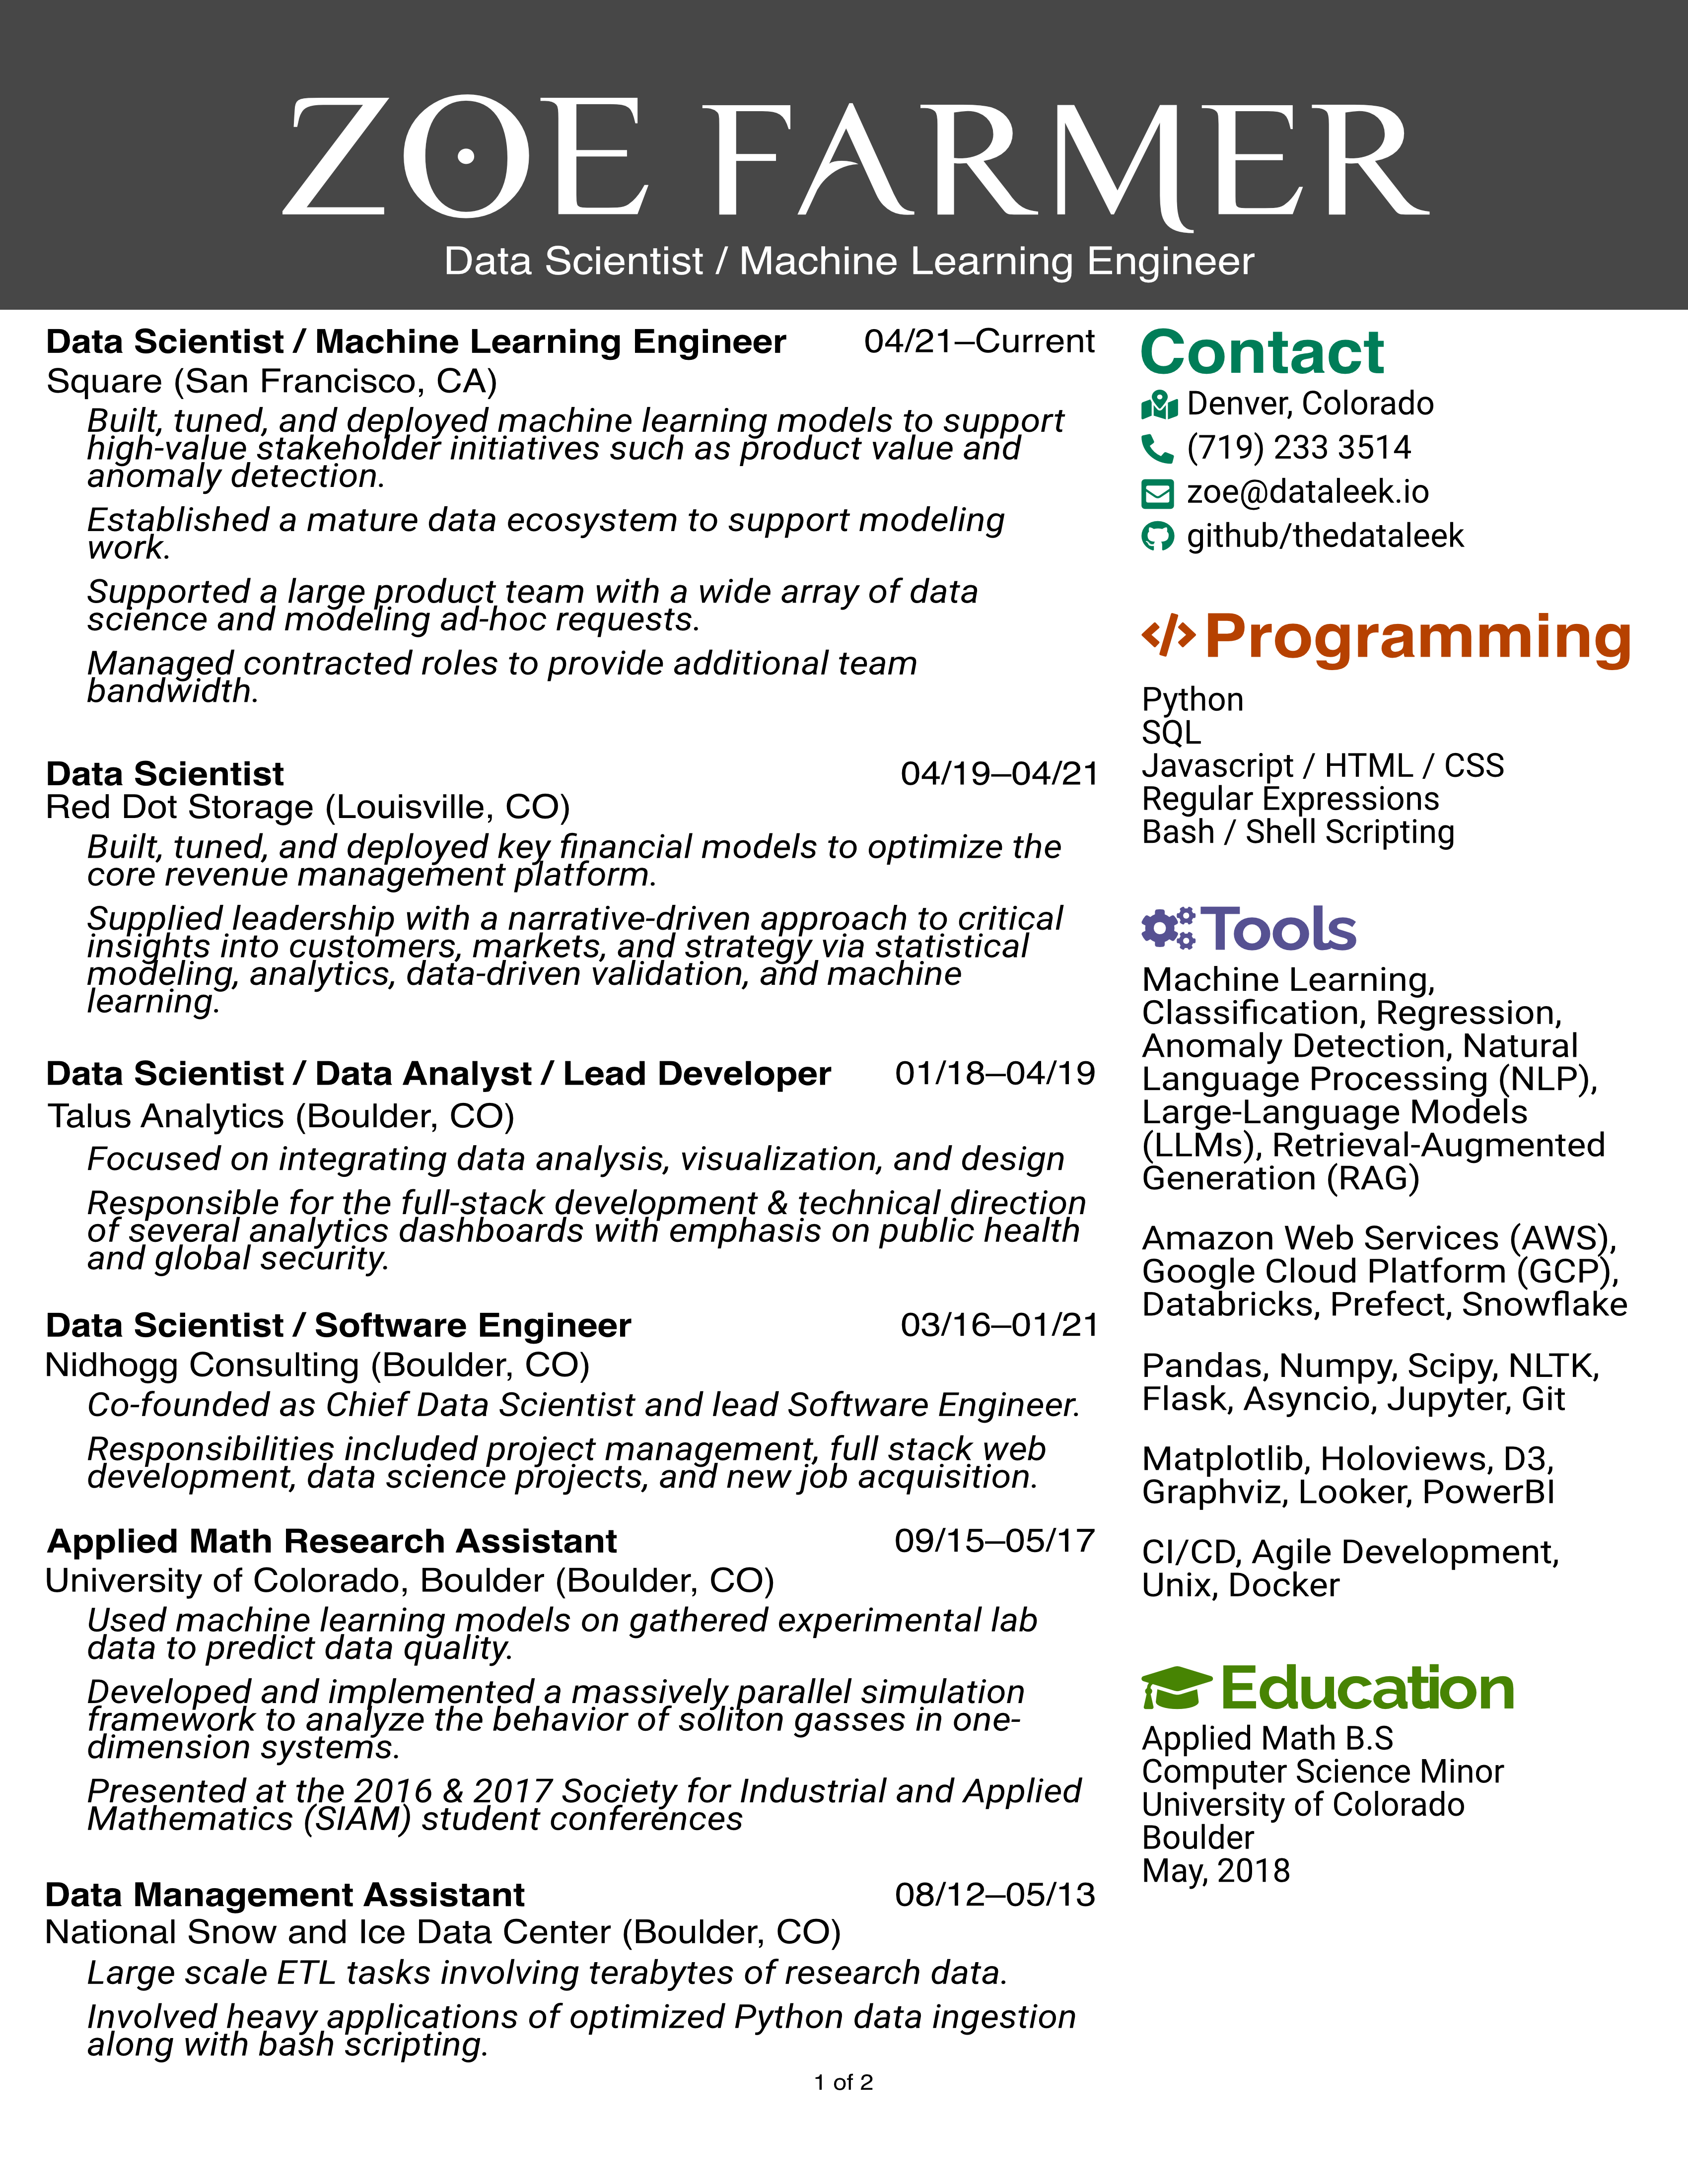 ZOE FARMER
Data Scientist / Machine Learning Engineer
Data Scientist / Machine Learning Engineer 04/21–Current
Square (San Francisco, CA)
Built, tuned, and deployed machine learning models to support
high-value stakeholder initiatives such as product value and
anomaly detection.
Established a mature data ecosystem to support modeling
work.
Supported a large product team with a wide array of data
science and modeling ad-hoc requests.
Managed contracted roles to provide additional team
bandwidth.
Data Scientist 04/19–04/21
Red Dot Storage (Louisville, CO)
Built, tuned, and deployed key financial models to optimize the
core revenue management platform.
Supplied leadership with a narrative-driven approach to critical
insights into customers, markets, and strategy via statistical
modeling, analytics, data-driven validation, and machine
learning.
Data Scientist / Data Analyst / Lead Developer 01/18–04/19
Talus Analytics (Boulder, CO)
Focused on integrating data analysis, visualization, and design
Responsible for the full-stack development & technical direction
of several analytics dashboards with emphasis on public health
and global security.
Data Scientist / Software Engineer 03/16–01/21
Nidhogg Consulting (Boulder, CO)
Co-founded as Chief Data Scientist and lead Software Engineer.
Responsibilities included project management, full stack web
development, data science projects, and new job acquisition.
Applied Math Research Assistant 09/15–05/17
University of Colorado, Boulder (Boulder, CO)
Used machine learning models on gathered experimental lab
data to predict data quality.
Developed and implemented a massively parallel simulation
framework to analyze the behavior of soliton gasses in one-
dimension systems.
Presented at the 2016 & 2017 Society for Industrial and Applied
Mathematics (SIAM) student conferences
Data Management Assistant 08/12–05/13
National Snow and Ice Data Center (Boulder, CO)
Large scale ETL tasks involving terabytes of research data.
Involved heavy applications of optimized Python data ingestion
along with bash scripting.
Contact
Denver, Colorado
(719) 233 3514
zoe@dataleek.io
github/thedataleek
Programming
Python
SQL
Javascript / HTML / CSS
Regular Expressions
Bash / Shell Scripting
Tools
Machine Learning,
Classification, Regression,
Anomaly Detection, Natural
Language Processing (NLP),
Large-Language Models
(LLMs), Retrieval-Augmented
Generation (RAG)
Amazon Web Services (AWS),
Google Cloud Platform (GCP),
Databricks, Prefect, Snowflake
Pandas, Numpy, Scipy, NLTK,
Flask, Asyncio, Jupyter, Git
Matplotlib, Holoviews, D3,
Graphviz, Looker, PowerBI
CI/CD, Agile Development,
Unix, Docker
Education
Applied Math B.S
Computer Science Minor
University of Colorado
Boulder
May, 2018
1 of 2